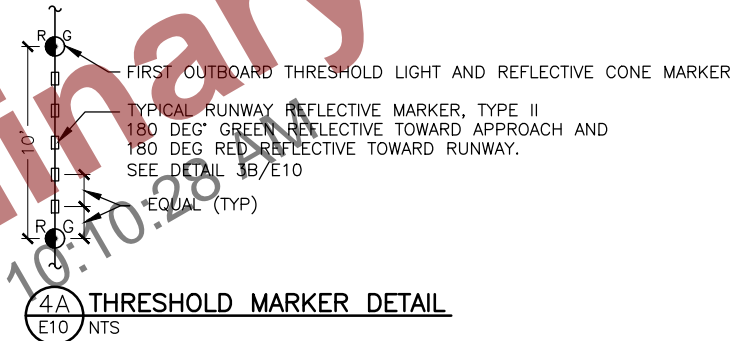 R G
FIRST OUTBOARD THRESHOLD LIGHT AND REFLECTIVE CONE MARKER
TYPICAL RUNWAY REFLECTIVE MARKER, TYPE II
180 DEG° GREEN REFLECTIVE TOWARD APPROACH AND
180 DEG RED REFLECTIVE TOWARD RUNWAY.
SEE DETAIL 3B/E10
10'
EQUAL (TYP)
R G
inary
10:10:28 AM
4A THRESHOLD MARKER DETAIL
E10 NTS